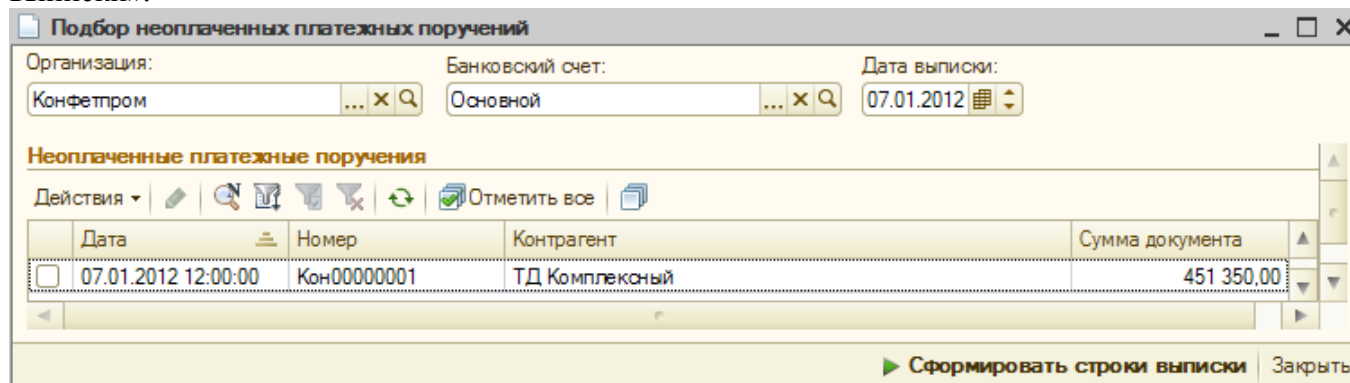 Подбор неоплаченных платежных поручений
Организация: Банковский счет: Дата выписки:
Конфетпром ... Основной ... 07.01.2012
Неоплаченные платежные поручения
Действия Отметить все
Дата Номер Контрагент Сумма документа
07.01.2012 12:00:00 Кон00000001 ТД Комплексный 451 350,00
Сформировать строки выписки Закрыть